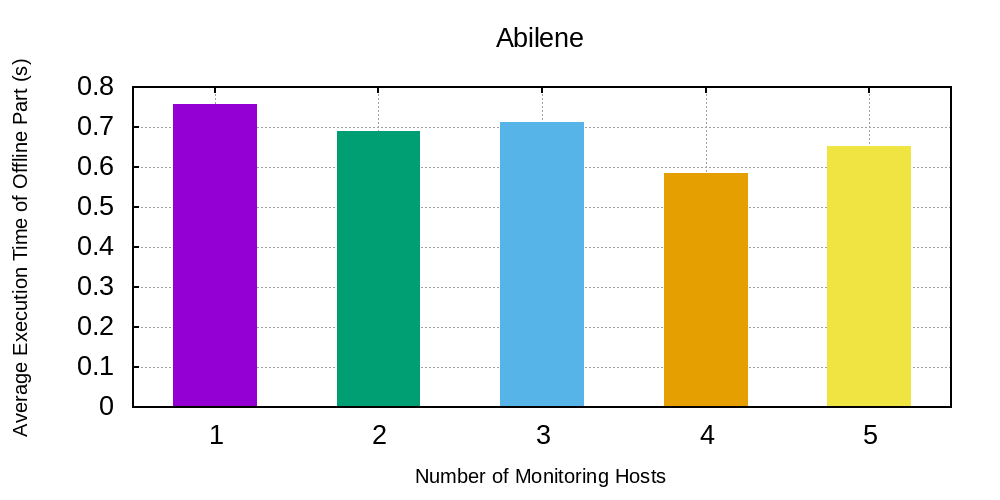 Abilene
Average Execution Time of Offline Part (s)
0.8
0.7
0.6
0.5
0.4
0.3
0.2
0.1
0
1 2 3 4 5
Number of Monitoring Hosts